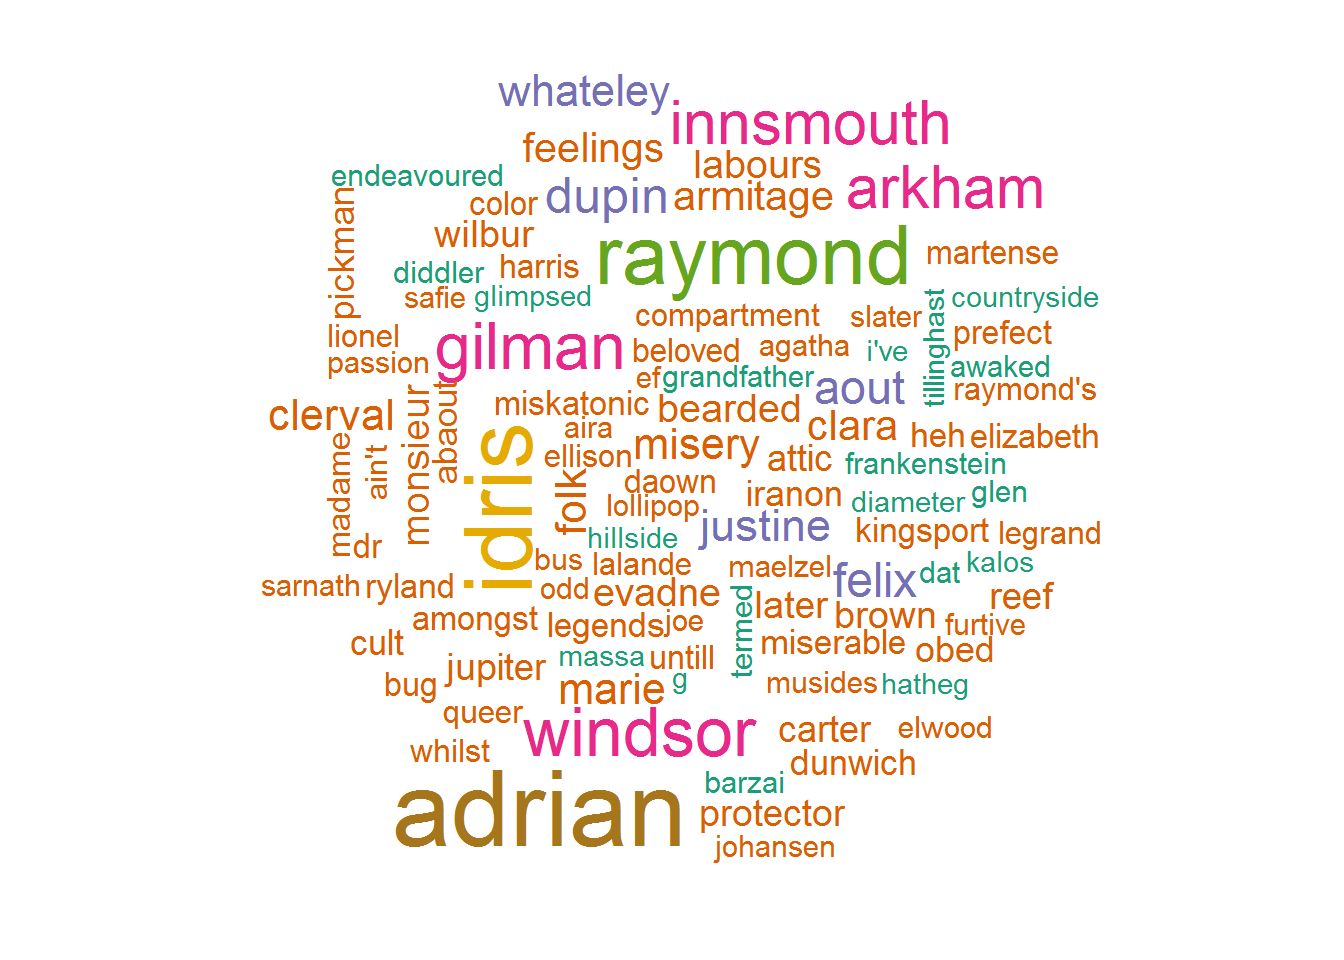 whateley
innsmouth
feelings
labours
endeavoured
arkham
dupin
armitage
color
pickman
wilbur
raymond
martense
diddler
harris
safie
glimpsed
countryside
compartment
slater
tillinghast
prefect
lionel
gilman
beloved
agatha
i've
passion
awaked
ef
grandfather
aout
raymond's
clerval
monsieur
abaout
miskatonic
bearded
clara
aira
misery
heh
elizabeth
madame
ain't
idris
ellison
attic
frankenstein
folk
daown
iranon
diameter
glen
lollipop
justine
kingsport
legrand
dr
hillside
bus
lalande
maelzel
felix
dat
kalos
sarnath
ryland
odd
evadne
termed
later
brown
reef
amongst
legends
joe
furtive
cult
massa
untill
miserable
obed
bug
jupiter
marie
g
musides
hatheg
queer
windsor
carter
elwood
whilst
dunwich
adrian
barzai
protector
johansen